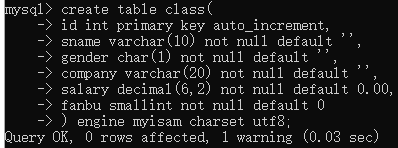 mysql> create table class(
    -> id int primary key auto_increment,
    -> sname varchar(10) not null default '',
    -> gender char(1) not null default '',
    -> company varchar(20) not null default '',
    -> salary decimal(6,2) not null default 0.00,
    -> fanbu smallint not null default 0
    -> ) engine myisam charset utf8;
Query OK, 0 rows affected, 1 warning (0.03 sec)